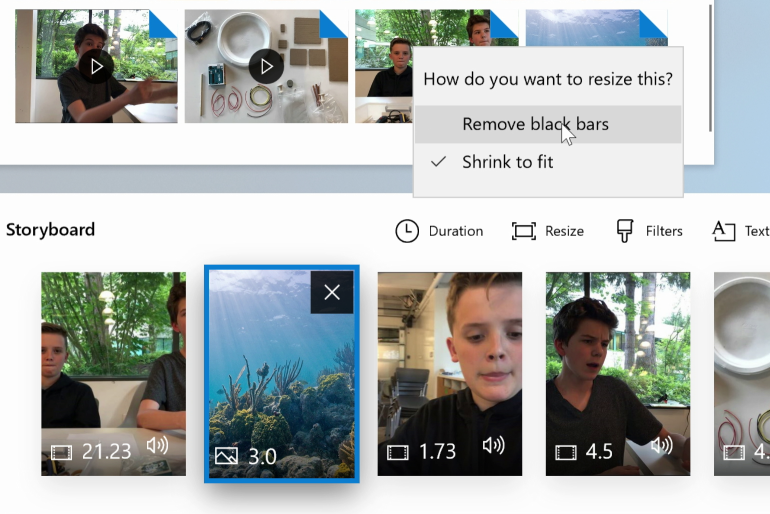 How do you want to resize this?
Remove black bars
Shrink to fit
Storyboard
Duration
Resize
Filters
Text
21.23
3.0
1.73
4.5
4.